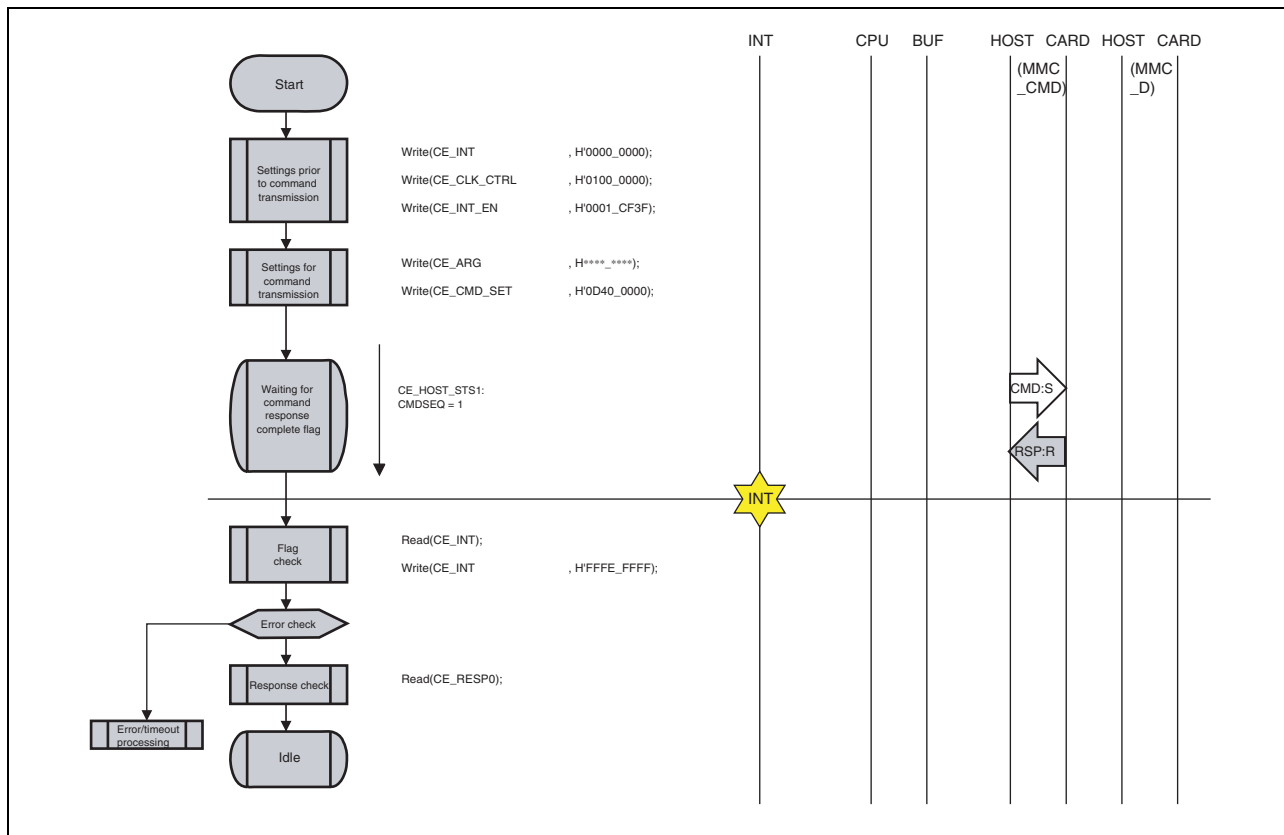 INT CPU BUF HOST CARD HOST CARD
(MMC
_CMD)
(MMC
_D)
Start
Settings prior
to command
transmission
Write(CE_INT , H'0000_0000);
Write(CE_CLK_CTRL , H'0100_0000);
Write(CE_INT_EN , H'0001_CF3F);
Settings for
command
transmission
Write(CE_ARG , H'****_****);
Write(CE_CMD_SET , H'0D40_0000);
Waiting for
command
response
complete flag
CE_HOST_STS1:
CMDSEQ = 1
CMD:S
RSP:R
INT
Flag
check
Read(CE_INT);
Write(CE_INT , H'FFFE_FFFF);
Error check
Response check
Read(CE_RESP0);
Error/timeout
processing
Idle